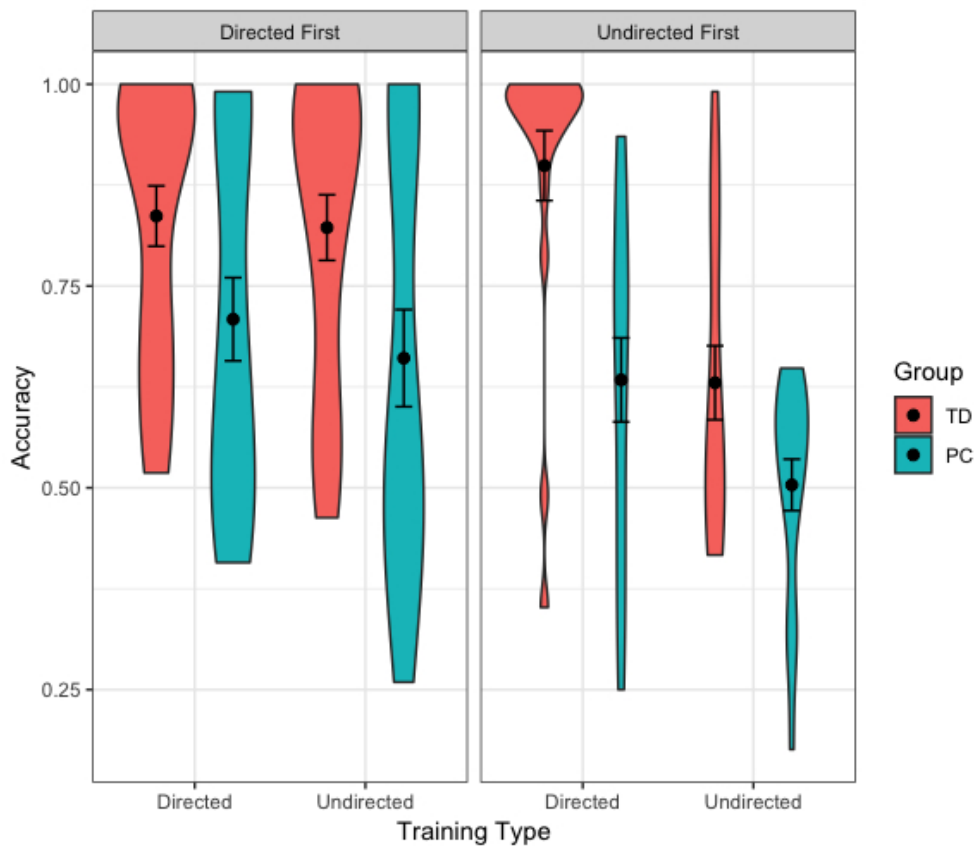 Directed First
Undirected First
1.00
0.75
0.50
0.25
Accuracy
Directed
Undirected
Directed
Undirected
Training Type
Group
TD
PC